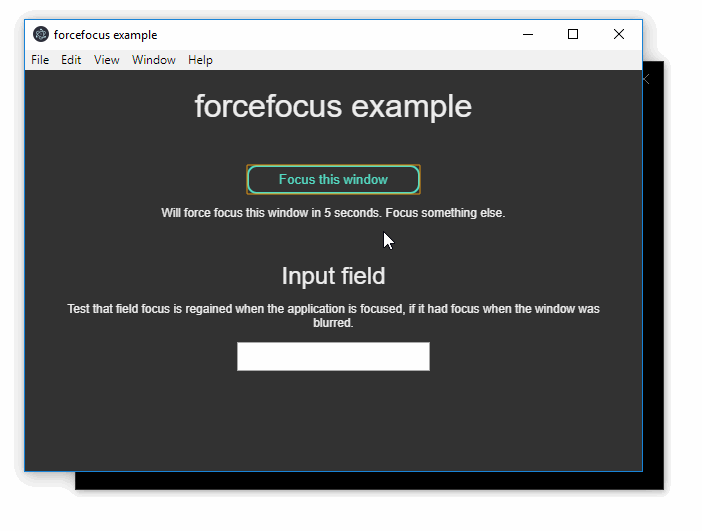 forcefocus example
File Edit View Window Help
forcefocus example
Focus this window
Will force focus this window in 5 seconds. Focus something else.
Input field
Test that field focus is regained when the application is focused, if it had focus when the window was
blurred.